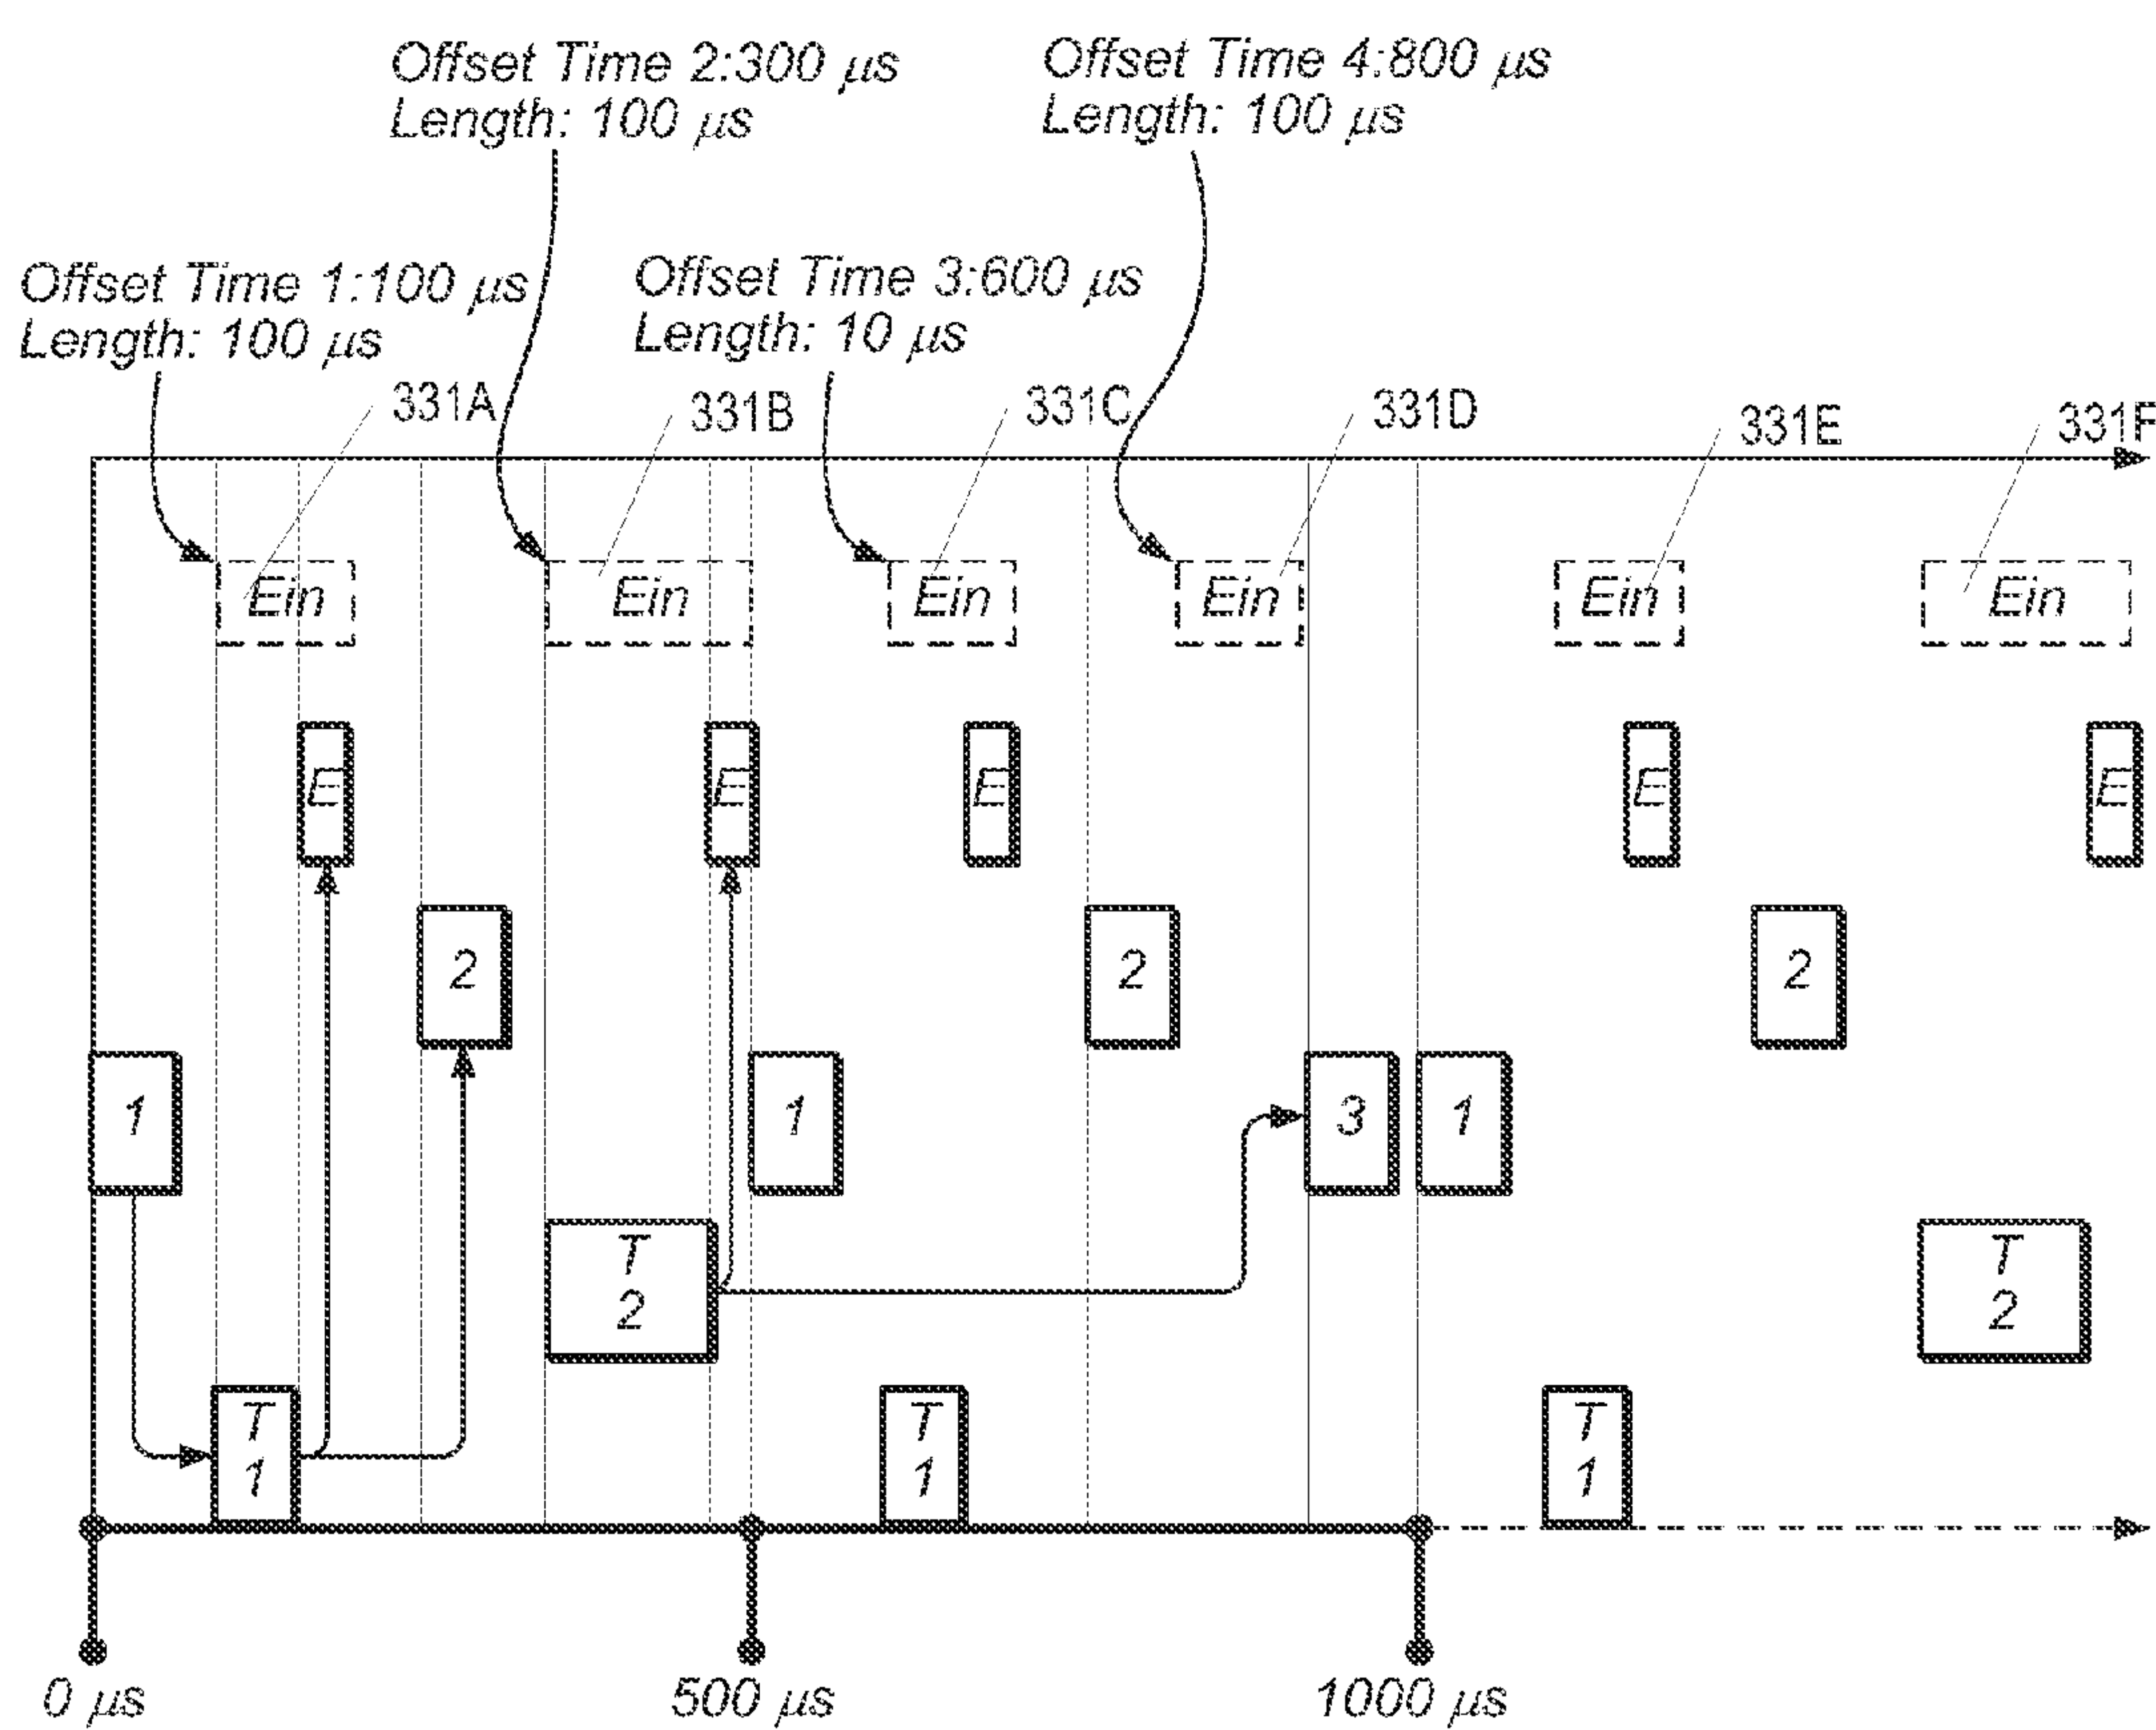 Offset Time 2:300 µs
Length: 100 µs
Offset Time 4:800 µs
Length: 100 µs
Offset Time 1:100 µs
Length: 100 µs
Offset Time 3:600 µs
Length: 10 µs
331A
331B
331C
331D
331E
331F
Ein
Ein
Ein
Ein
Ein
Ein
E
E
E
E
E
2
2
2
1
1
3
1
T
2
T
2
T
1
T
1
T
1
0 µs
500 µs
1000 µs